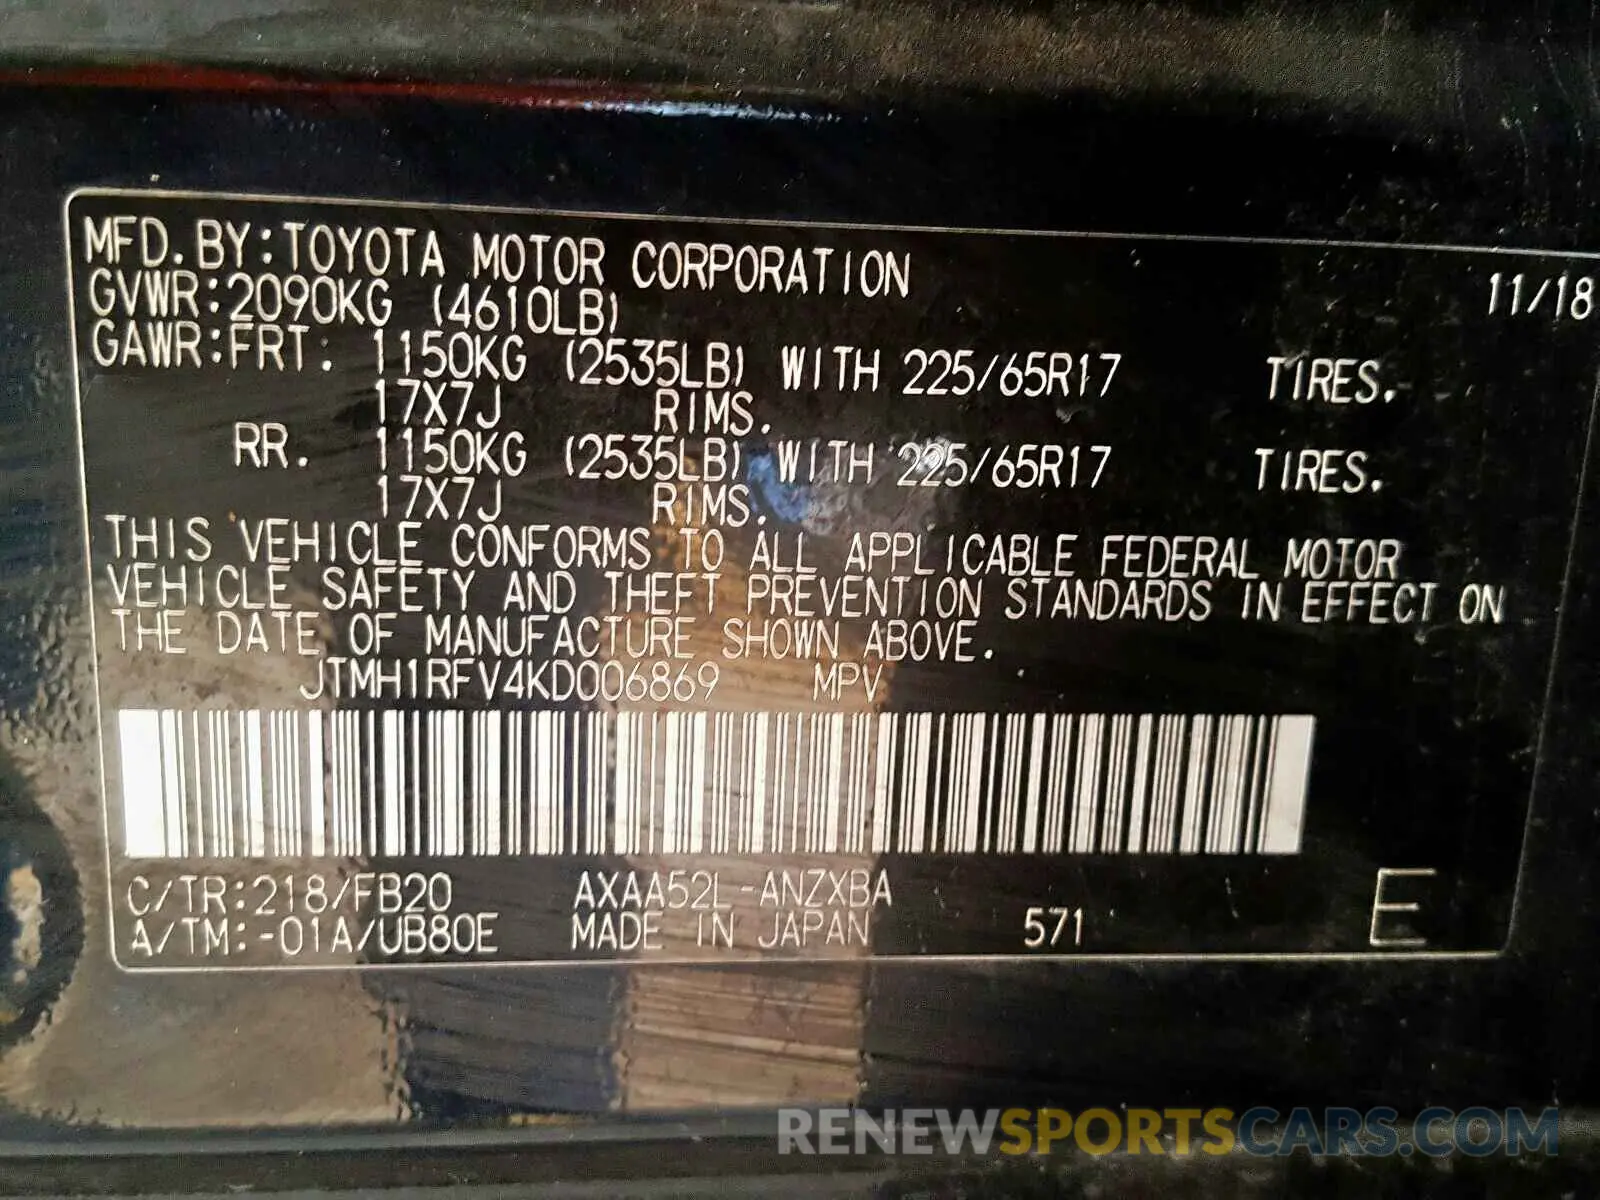 MFD. BY: TOYOTA MOTOR CORPORATION 11/18
GVWR: 2090KG (4610LB)
GAWR: FRT: 1150KG (2535LB) WITH 225/65R17 TIRES.
17X7J RIMS.
RR. 1150KG (2535LB) WITH 225/65R17 TIRES.
17X7J RIMS.
THIS VEHICLE CONFORMS TO ALL APPLICABLE FEDERAL MOTOR
VEHICLE SAFETY AND THEFT PREVENTION STANDARDS IN EFFECT ON
THE DATE OF MANUFACTURE SHOWN ABOVE.
JTMH1RFV4KD006869 MPV
C/TR: 218/FB20 AXAA52L-ANZXBA
A/TM: -01A/UB80E MADE IN JAPAN 571 E
RENEWSPORTSCARS.COM